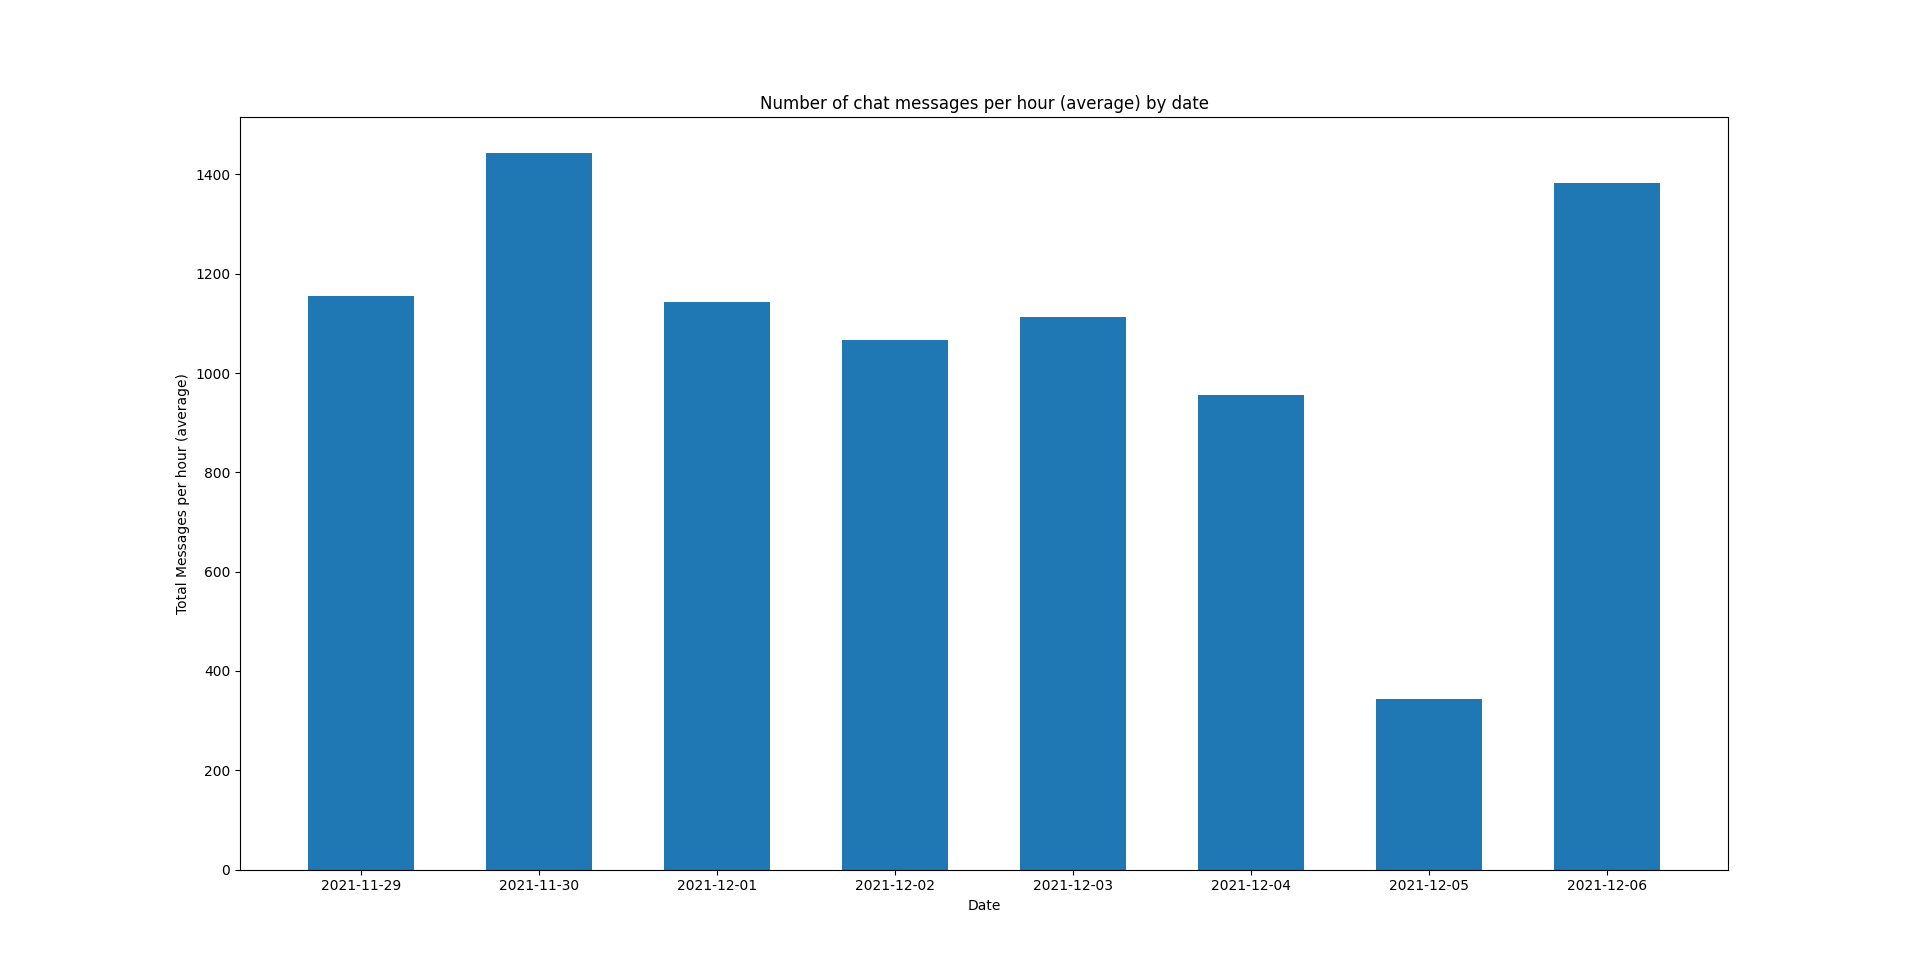 Number of chat messages per hour (average) by date
Total Messages per hour (average)
1400
1200
1000
800
600
400
200
0
2021-11-29 2021-11-30 2021-12-01 2021-12-02 2021-12-03 2021-12-04 2021-12-05 2021-12-06
Date